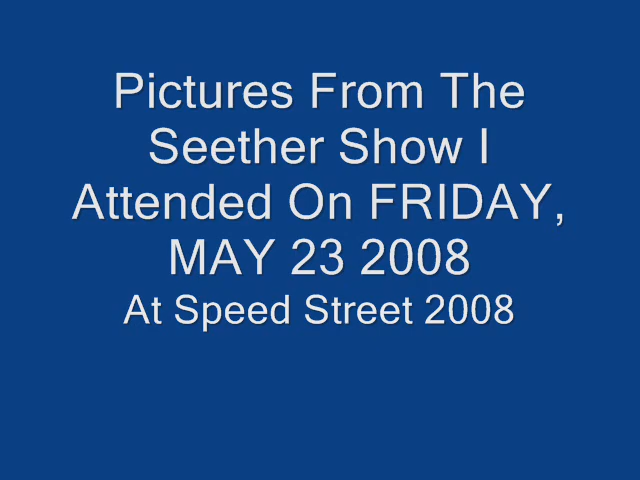 Pictures From The
Seether Show I
Attended On FRIDAY,
MAY 23 2008
At Speed Street 2008